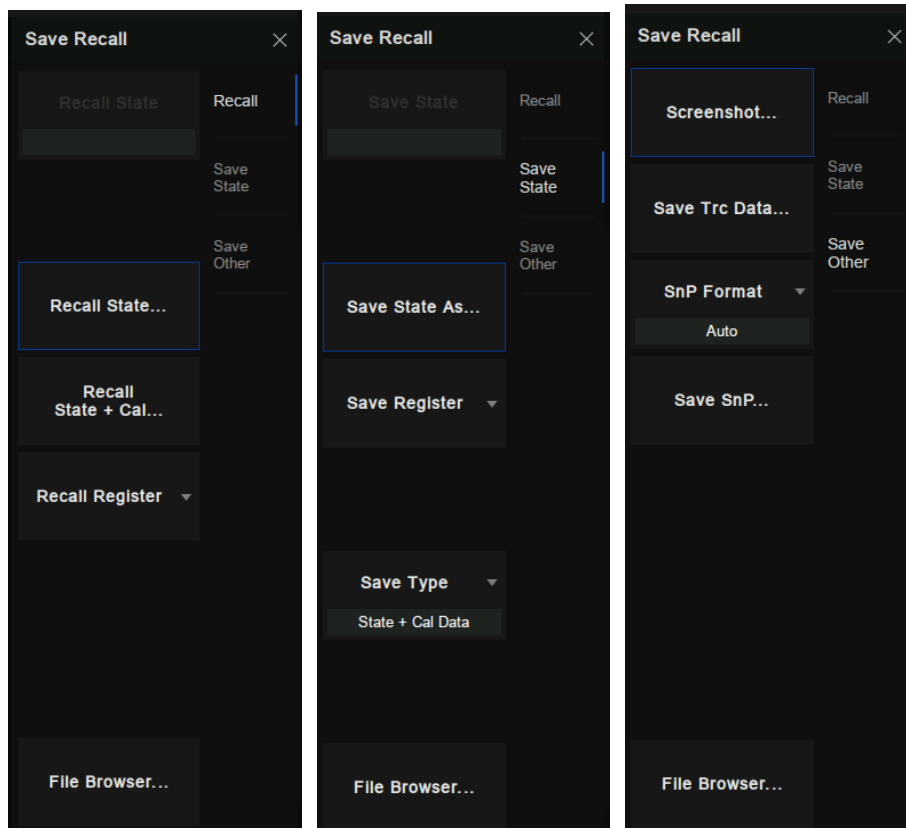 Save Recall
Recall State
Recall
Save
State
Save
Other
Recall State...
Recall
State + Cal...
Recall Register
File Browser...
Save Recall
Save State
Recall
Save
State
Save
Other
Save State As...
Save Register
Save Type
State + Cal Data
File Browser...
Save Recall
Screenshot...
Recall
Save
State
Save Trc Data...
Save
Other
SnP Format
Auto
Save SnP...
File Browser...